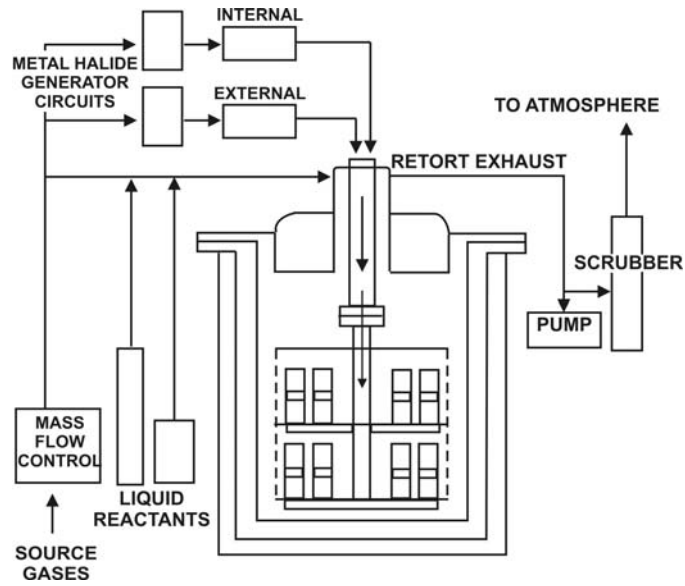 INTERNAL
METAL HALIDE
GENERATOR
CIRCUITS
EXTERNAL
TO ATMOSPHERE
RETORT EXHAUST
SCRUBBER
PUMP
MASS
FLOW
CONTROL
LIQUID
REACTANTS
SOURCE
GASES